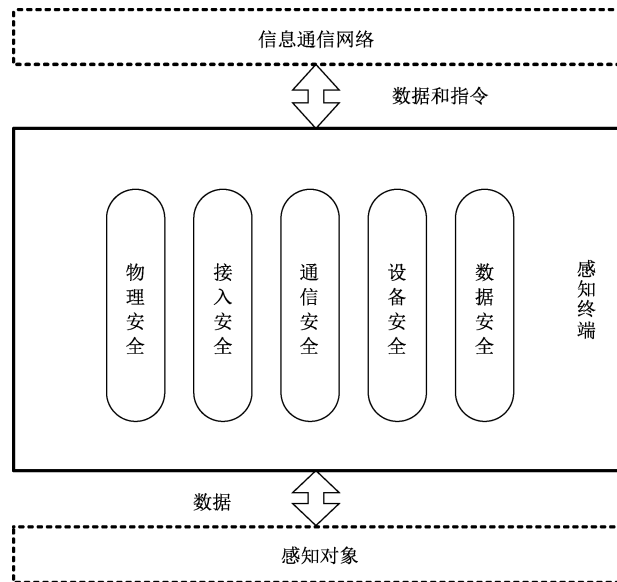 信息通信网络
数据和指令
物理安全
接入安全
通信安全
设备安全
数据安全
感知终端
数据
感知对象